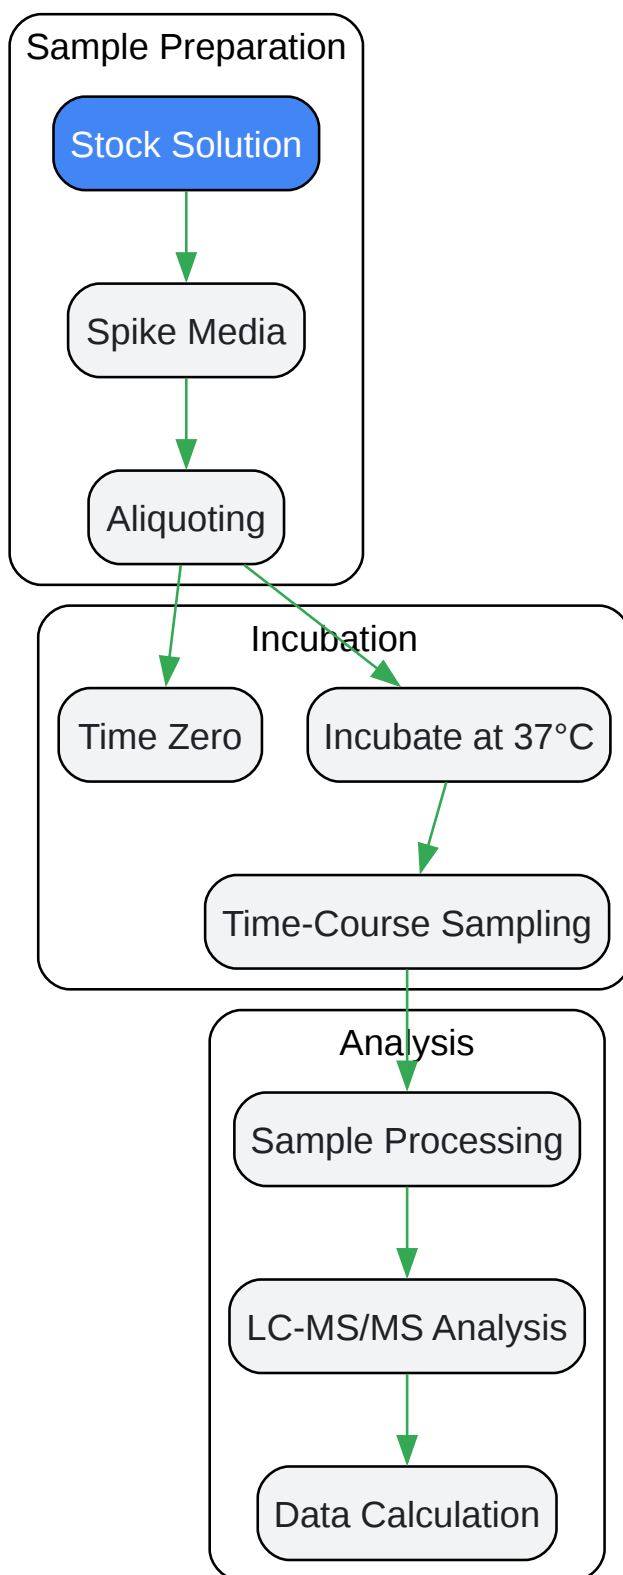 Sample Preparation
Stock Solution
Spike Media
Aliquoting
Incubation
Time Zero
Incubate at 37°C
Time-Course Sampling
Analysis
Sample Processing
LC-MS/MS Analysis
Data Calculation